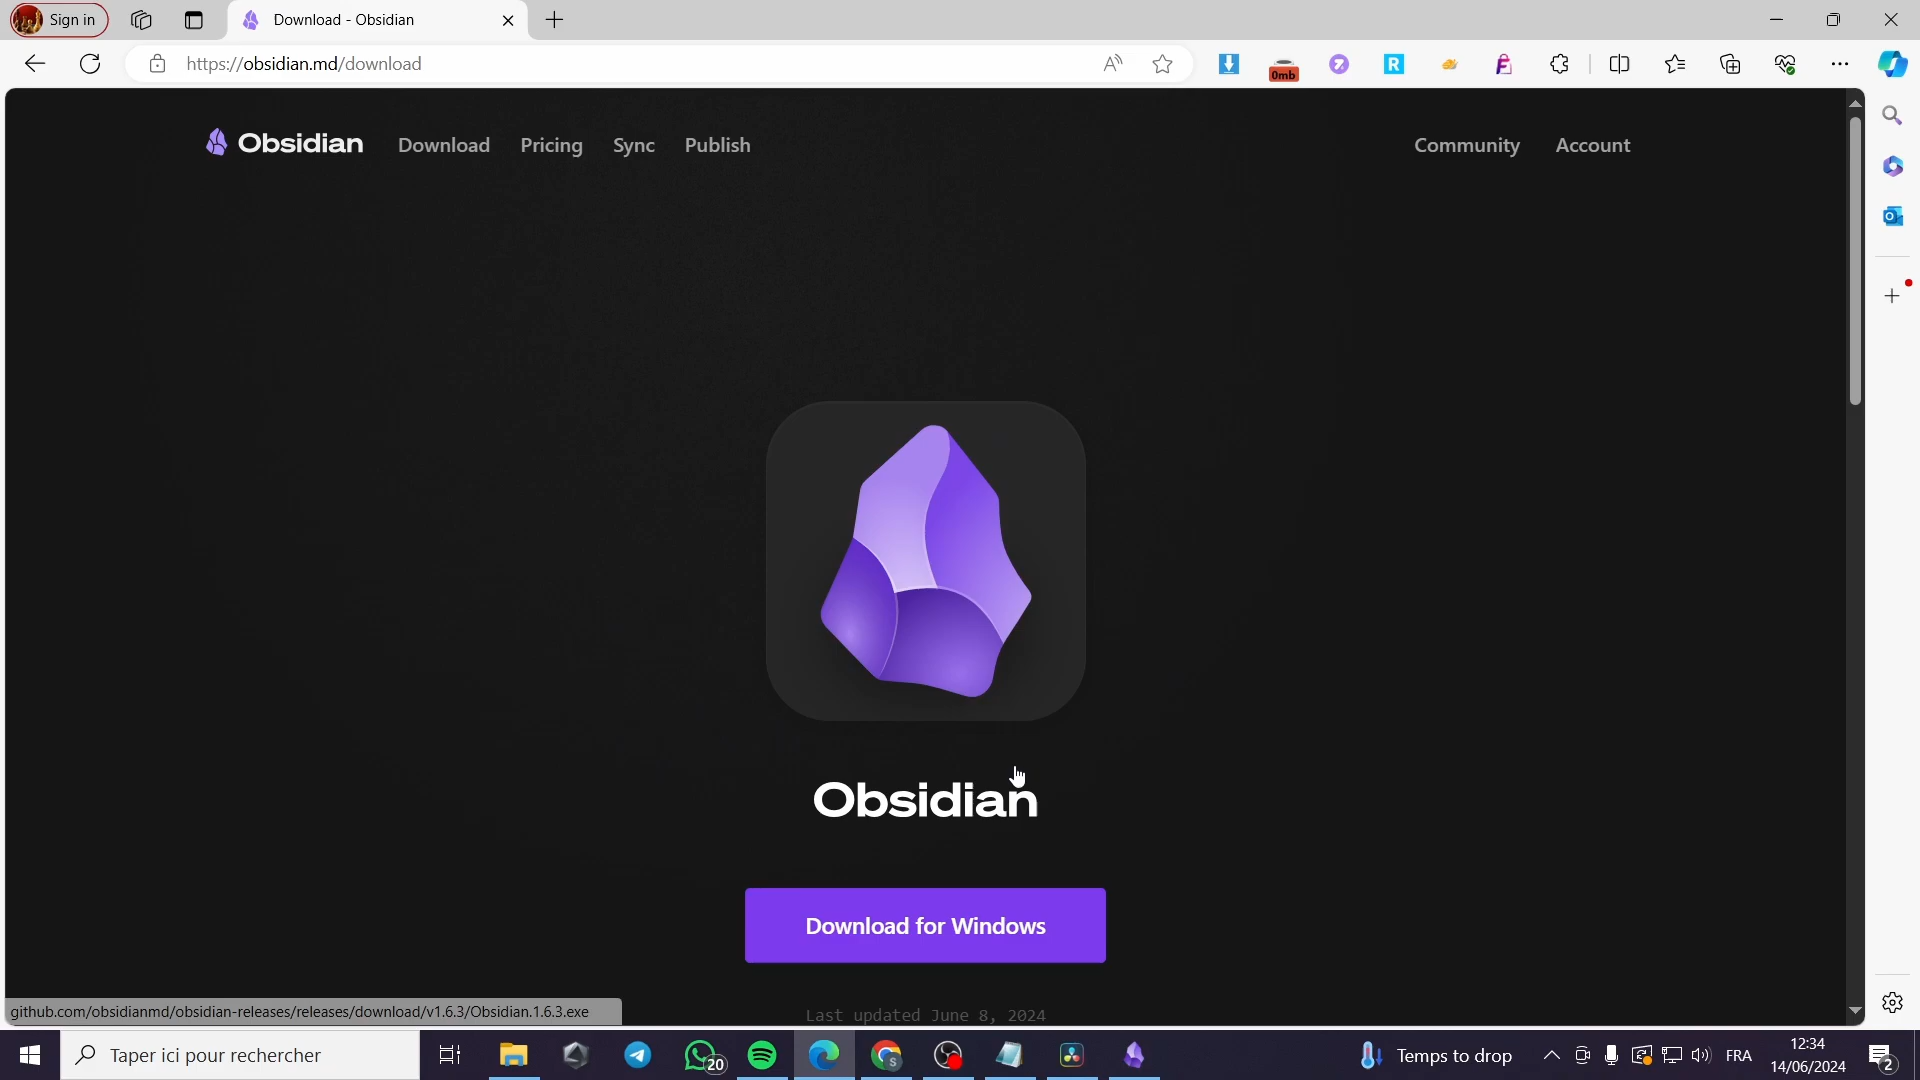 Sign in
Download - Obsidian
https://obsidian.md/download
0mb
Obsidian Download Pricing Sync Publish Community Account
Obsidian
Download for Windows
Last updated June 8, 2024
github.com/obsidianmd/obsidian-releases/releases/download/v1.6.3/Obsidian.1.6.3.exe
Taper ici pour rechercher
20
Temps to drop
FRA
12:34
14/06/2024
2